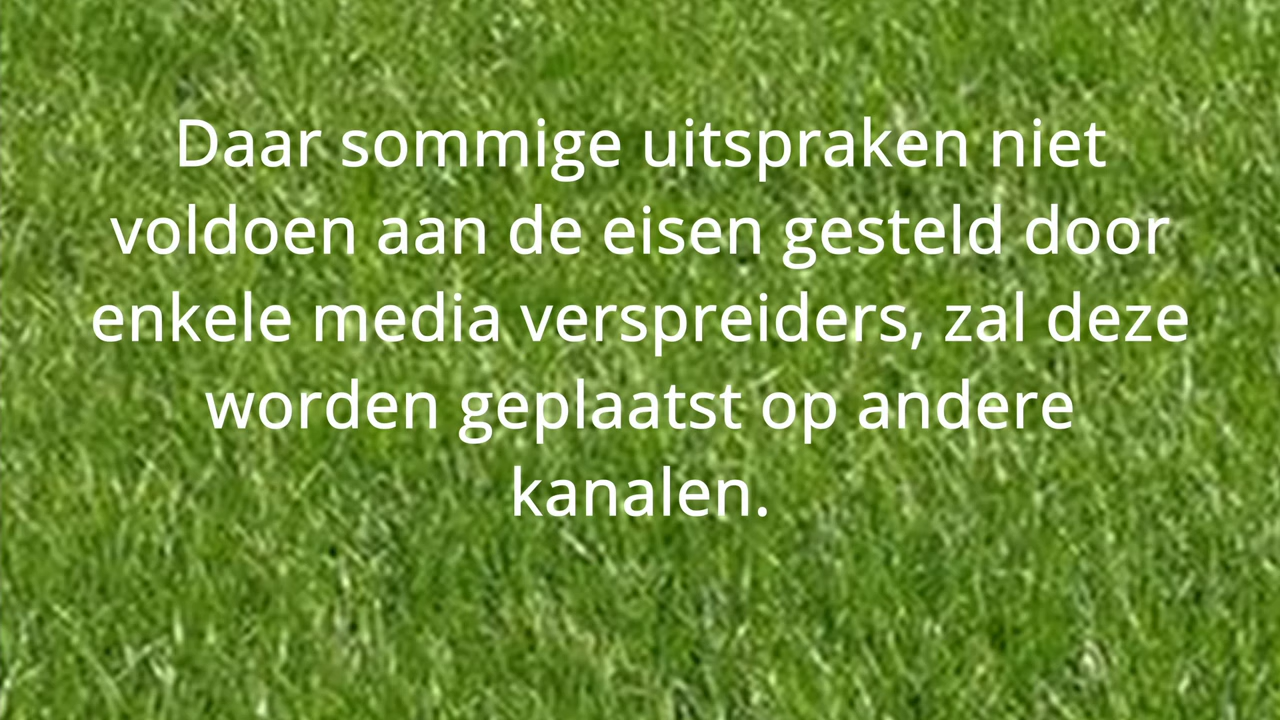 Daar sommige uitspraken niet
voldoen aan de eisen gesteld door
enkele media verspreiders, zal deze
worden geplaatst op andere
kanalen.